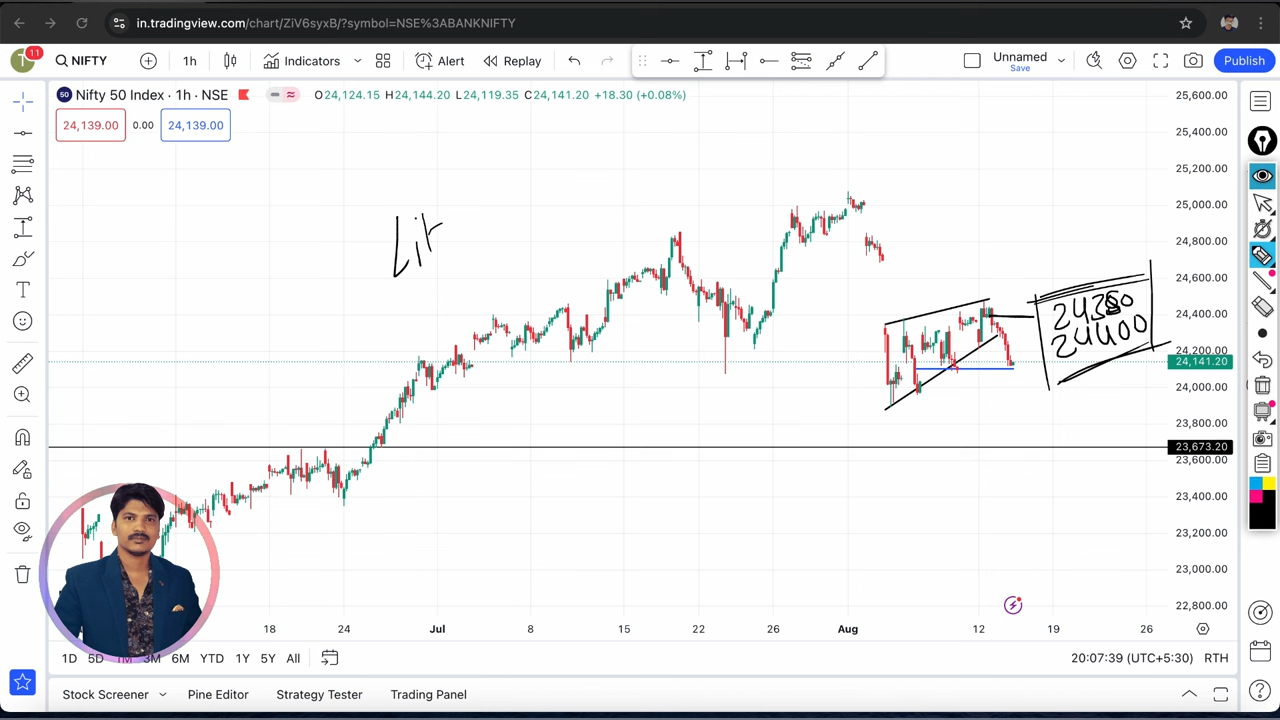 in.tradingview.com/chart/ZiV6syxB/?symbol=NSE%3ABANKNIFTY
T 11 NIFTY 1h Indicators Alert Replay Unnamed Save Publish
50 Nifty 50 Index · 1h · NSE O24,124.15 H24,144.20 L24,119.35 C24,141.20 +18.30 (+0.08%)
24,139.00 0.00 24,139.00
25,600.00
25,400.00
25,200.00
25,000.00
24,800.00
24,600.00
24,400.00
24,200.00
24,141.20
24,000.00
23,800.00
23,673.20
23,600.00
23,400.00
23,200.00
23,000.00
22,800.00
24400
18 24 Jul 8 15 22 26 Aug 12 19 26
1D 5D 1M 3M 6M YTD 1Y 5Y All 20:07:39 (UTC+5:30) RTH
Stock Screener Pine Editor Strategy Tester Trading Panel